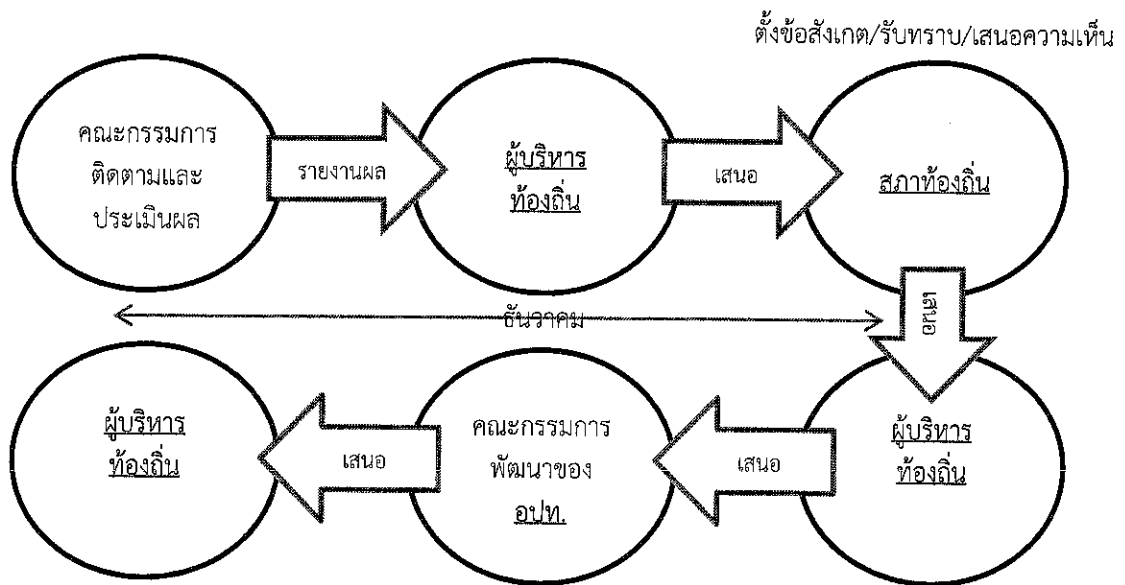 ตั้งข้อสังเกต/รับทราบ/เสนอความเห็น
คณะกรรมการ
ติดตามและ
ประเมินผล
รายงานผล
ผู้บริหาร
ท้องถิ่น
เสนอ
สภาท้องถิ่น
เสนอ
ธันวาคม
ผู้บริหาร
ท้องถิ่น
เสนอ
คณะกรรมการ
พัฒนาของ
อปท.
เสนอ
ผู้บริหาร
ท้องถิ่น